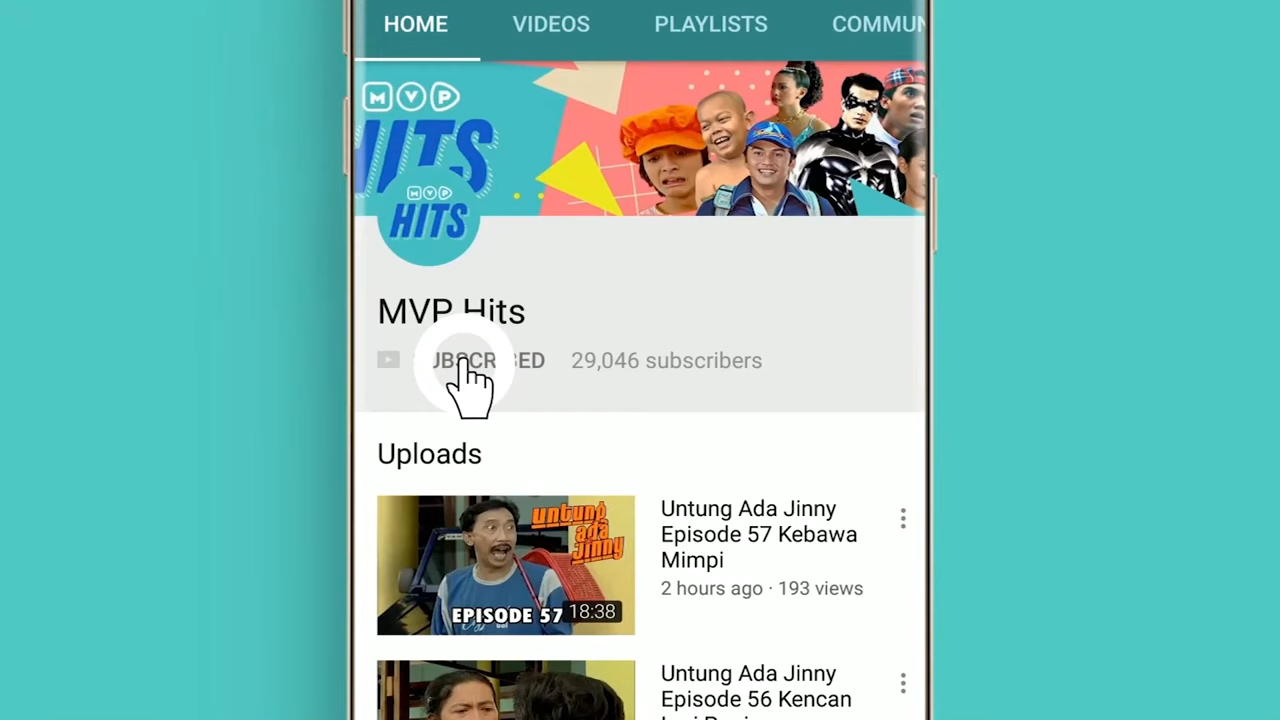 HOME VIDEOS PLAYLISTS COMMUN
MVP
HITS
MVP
HITS
MVP Hits
SUBSCRIBED 29,046 subscribers
Uploads
untung
ada
jinny
EPISODE 57 18:38
Untung Ada Jinny
Episode 57 Kebawa
Mimpi
2 hours ago · 193 views
Untung Ada Jinny
Episode 56 Kencan